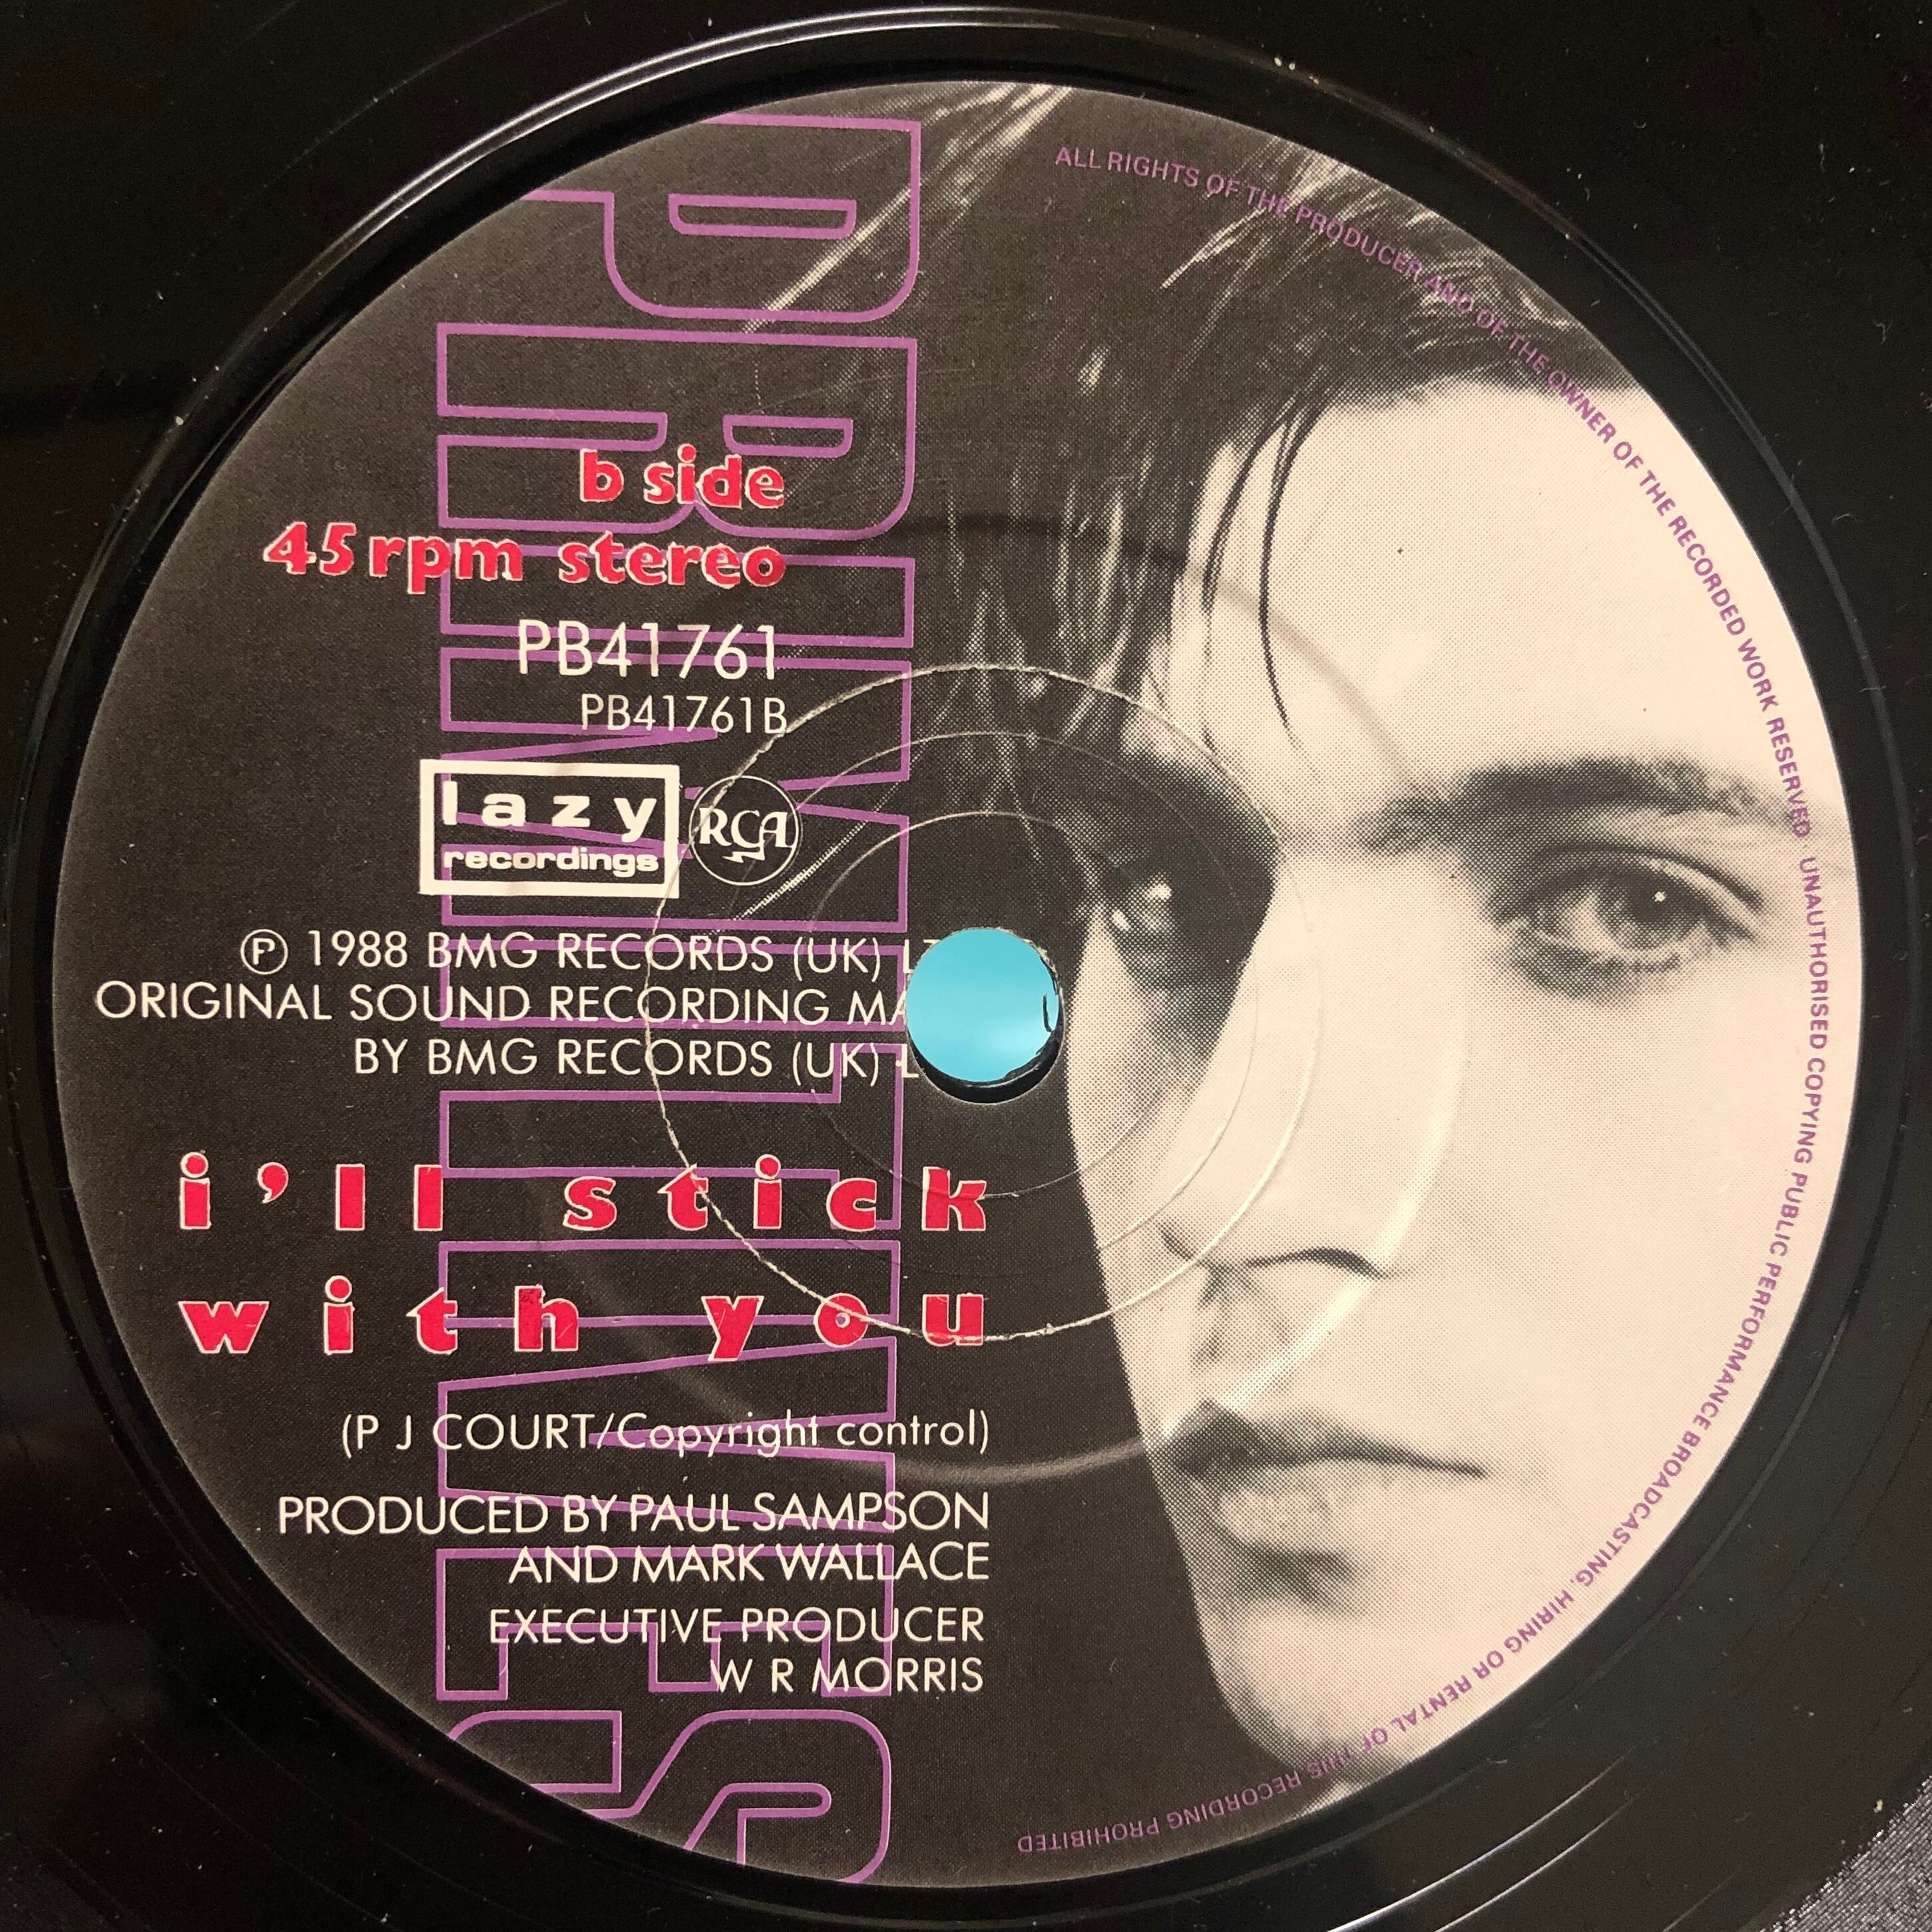 PRIMITIVES
b side
45 rpm stereo
PB41761
PB41761B
lazy
recordings
RCA
℗ 1988 BMG RECORDS (UK)
ORIGINAL SOUND RECORDING
BY BMG RECORDS (UK)
i'll stick
with you
(P J COURT/Copyright control)
PRODUCED BY PAUL SAMPSON
AND MARK WALLACE
EXECUTIVE PRODUCER
W R MORRIS
ALL RIGHTS OF THE PRODUCER AND OF THE OWNER OF THE RECORDED WORK RESERVED UNAUTHORISED COPYING PUBLIC PERFORMANCE BROADCASTING, HIRING OR RENTAL OF THIS RECORDING PROHIBITED